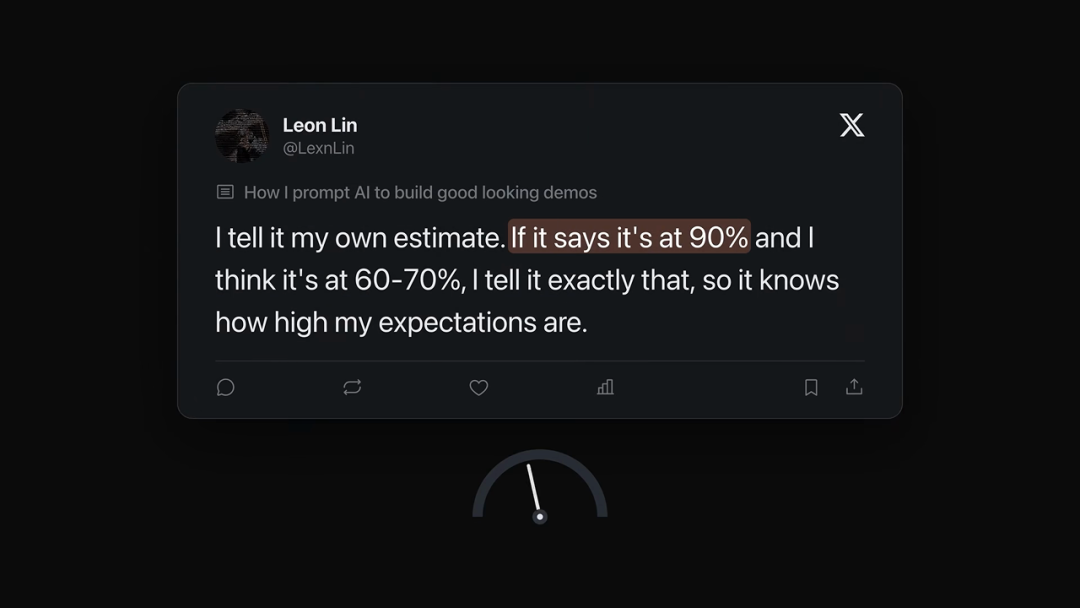 Leon Lin
@LexnLin
How I prompt AI to build good looking demos
I tell it my own estimate. If it says it's at 90% and I
think it's at 60-70%, I tell it exactly that, so it knows
how high my expectations are.